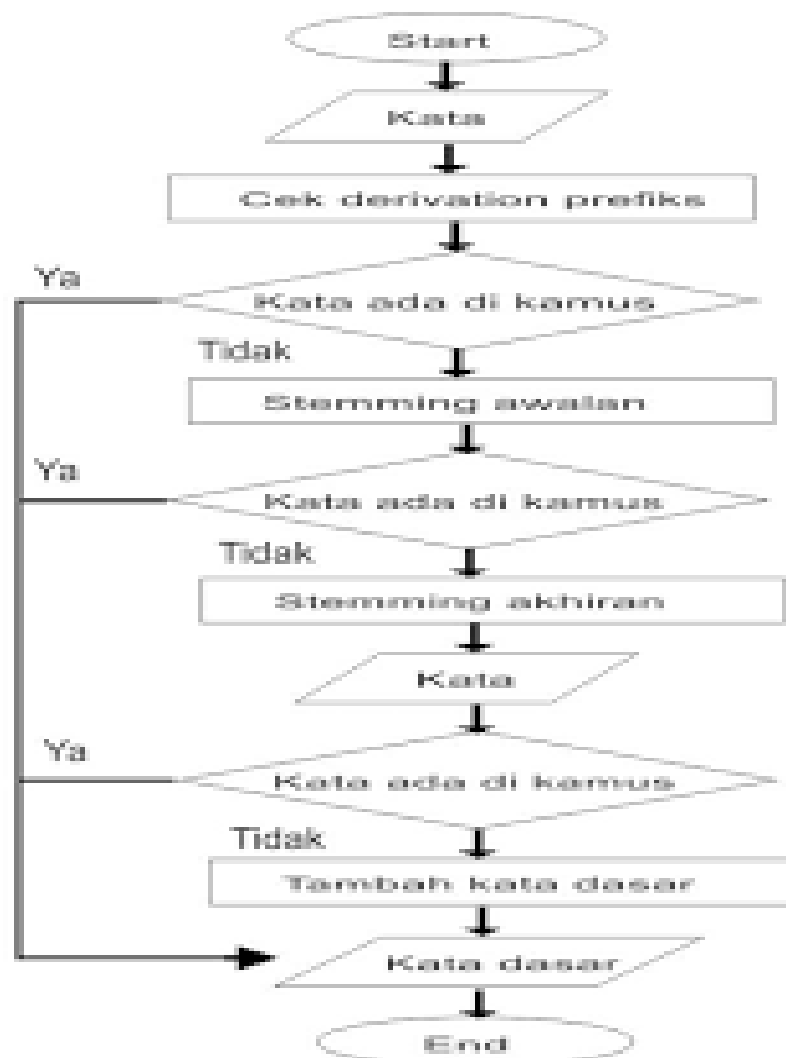 Start
Kata
Cek derivation prefiks
Ya
Kata ada di kamus
Tidak
Stemming awalan
Ya
Kata ada di kamus
Tidak
Stemming akhiran
Kata
Ya
Kata ada di kamus
Tidak
Tambah kata dasar
Kata dasar
End